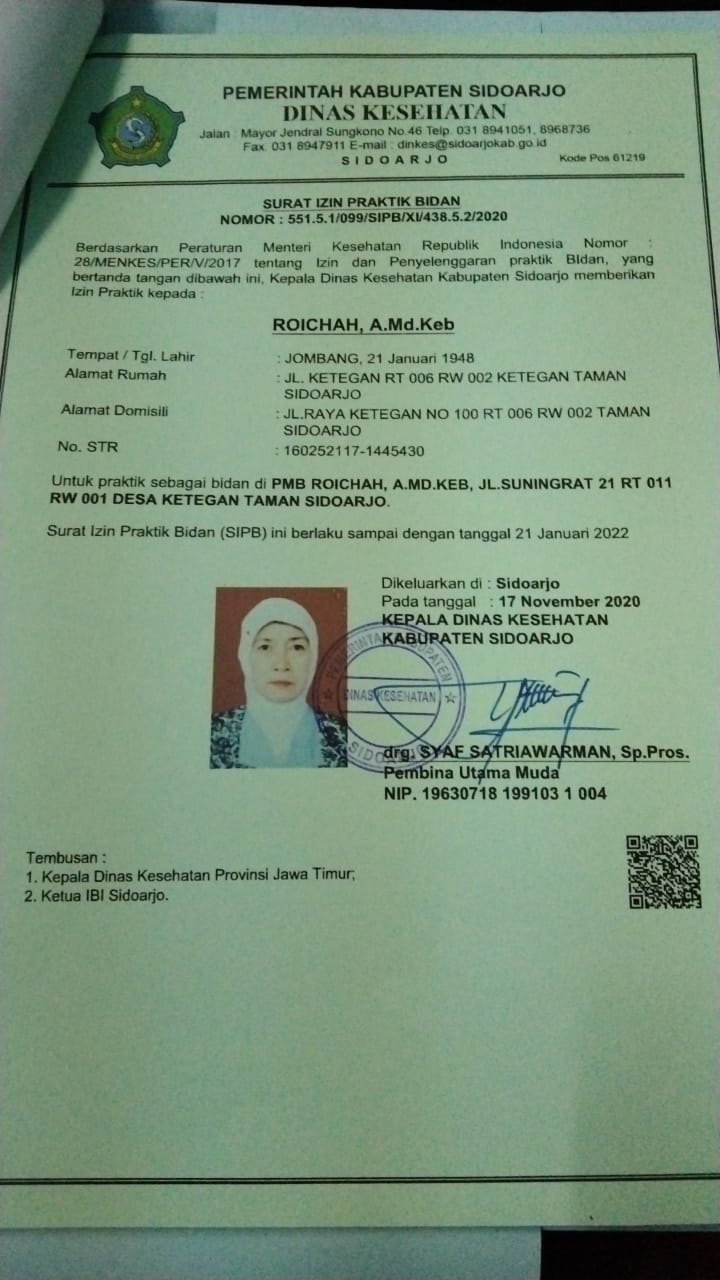 PEMERINTAH KABUPATEN SIDOARJO
DINAS KESEHATAN
Jalan : Mayor Jendral Sungkono No.46 Telp. 031 8941051, 8968736
Fax. 031 8947911 E-mail : dinkes@sidoarjokab.go.id
SIDOARJO Kode Pos 61219
SURAT IZIN PRAKTIK BIDAN
NOMOR : 551.5.1/099/SIPB/XI/438.5.2/2020
Berdasarkan Peraturan Menteri Kesehatan Republik Indonesia Nomor :
28/MENKES/PER/V/2017 tentang Izin dan Penyelenggaran praktik BIdan, yang
bertanda tangan dibawah ini, Kepala Dinas Kesehatan Kabupaten Sidoarjo memberikan
Izin Praktik kepada :
ROICHAH, A.Md.Keb
Tempat / Tgl. Lahir : JOMBANG, 21 Januari 1948
Alamat Rumah : JL. KETEGAN RT 006 RW 002 KETEGAN TAMAN
SIDOARJO
Alamat Domisili : JL.RAYA KETEGAN NO 100 RT 006 RW 002 TAMAN
SIDOARJO
No. STR : 160252117-1445430
Untuk praktik sebagai bidan di PMB ROICHAH, A.MD.KEB, JL.SUNINGRAT 21 RT 011
RW 001 DESA KETEGAN TAMAN SIDOARJO.
Surat Izin Praktik Bidan (SIPB) ini berlaku sampai dengan tanggal 21 Januari 2022
Dikeluarkan di : Sidoarjo
Pada tanggal : 17 November 2020
KEPALA DINAS KESEHATAN
KABUPATEN SIDOARJO
PEMERINTAH KABUPATEN
DINAS KESEHATAN
SIDOARJO
drg. SYAF SATRIAWARMAN, Sp.Pros.
Pembina Utama Muda
NIP. 19630718 199103 1 004
Tembusan :
1. Kepala Dinas Kesehatan Provinsi Jawa Timur;
2. Ketua IBI Sidoarjo.